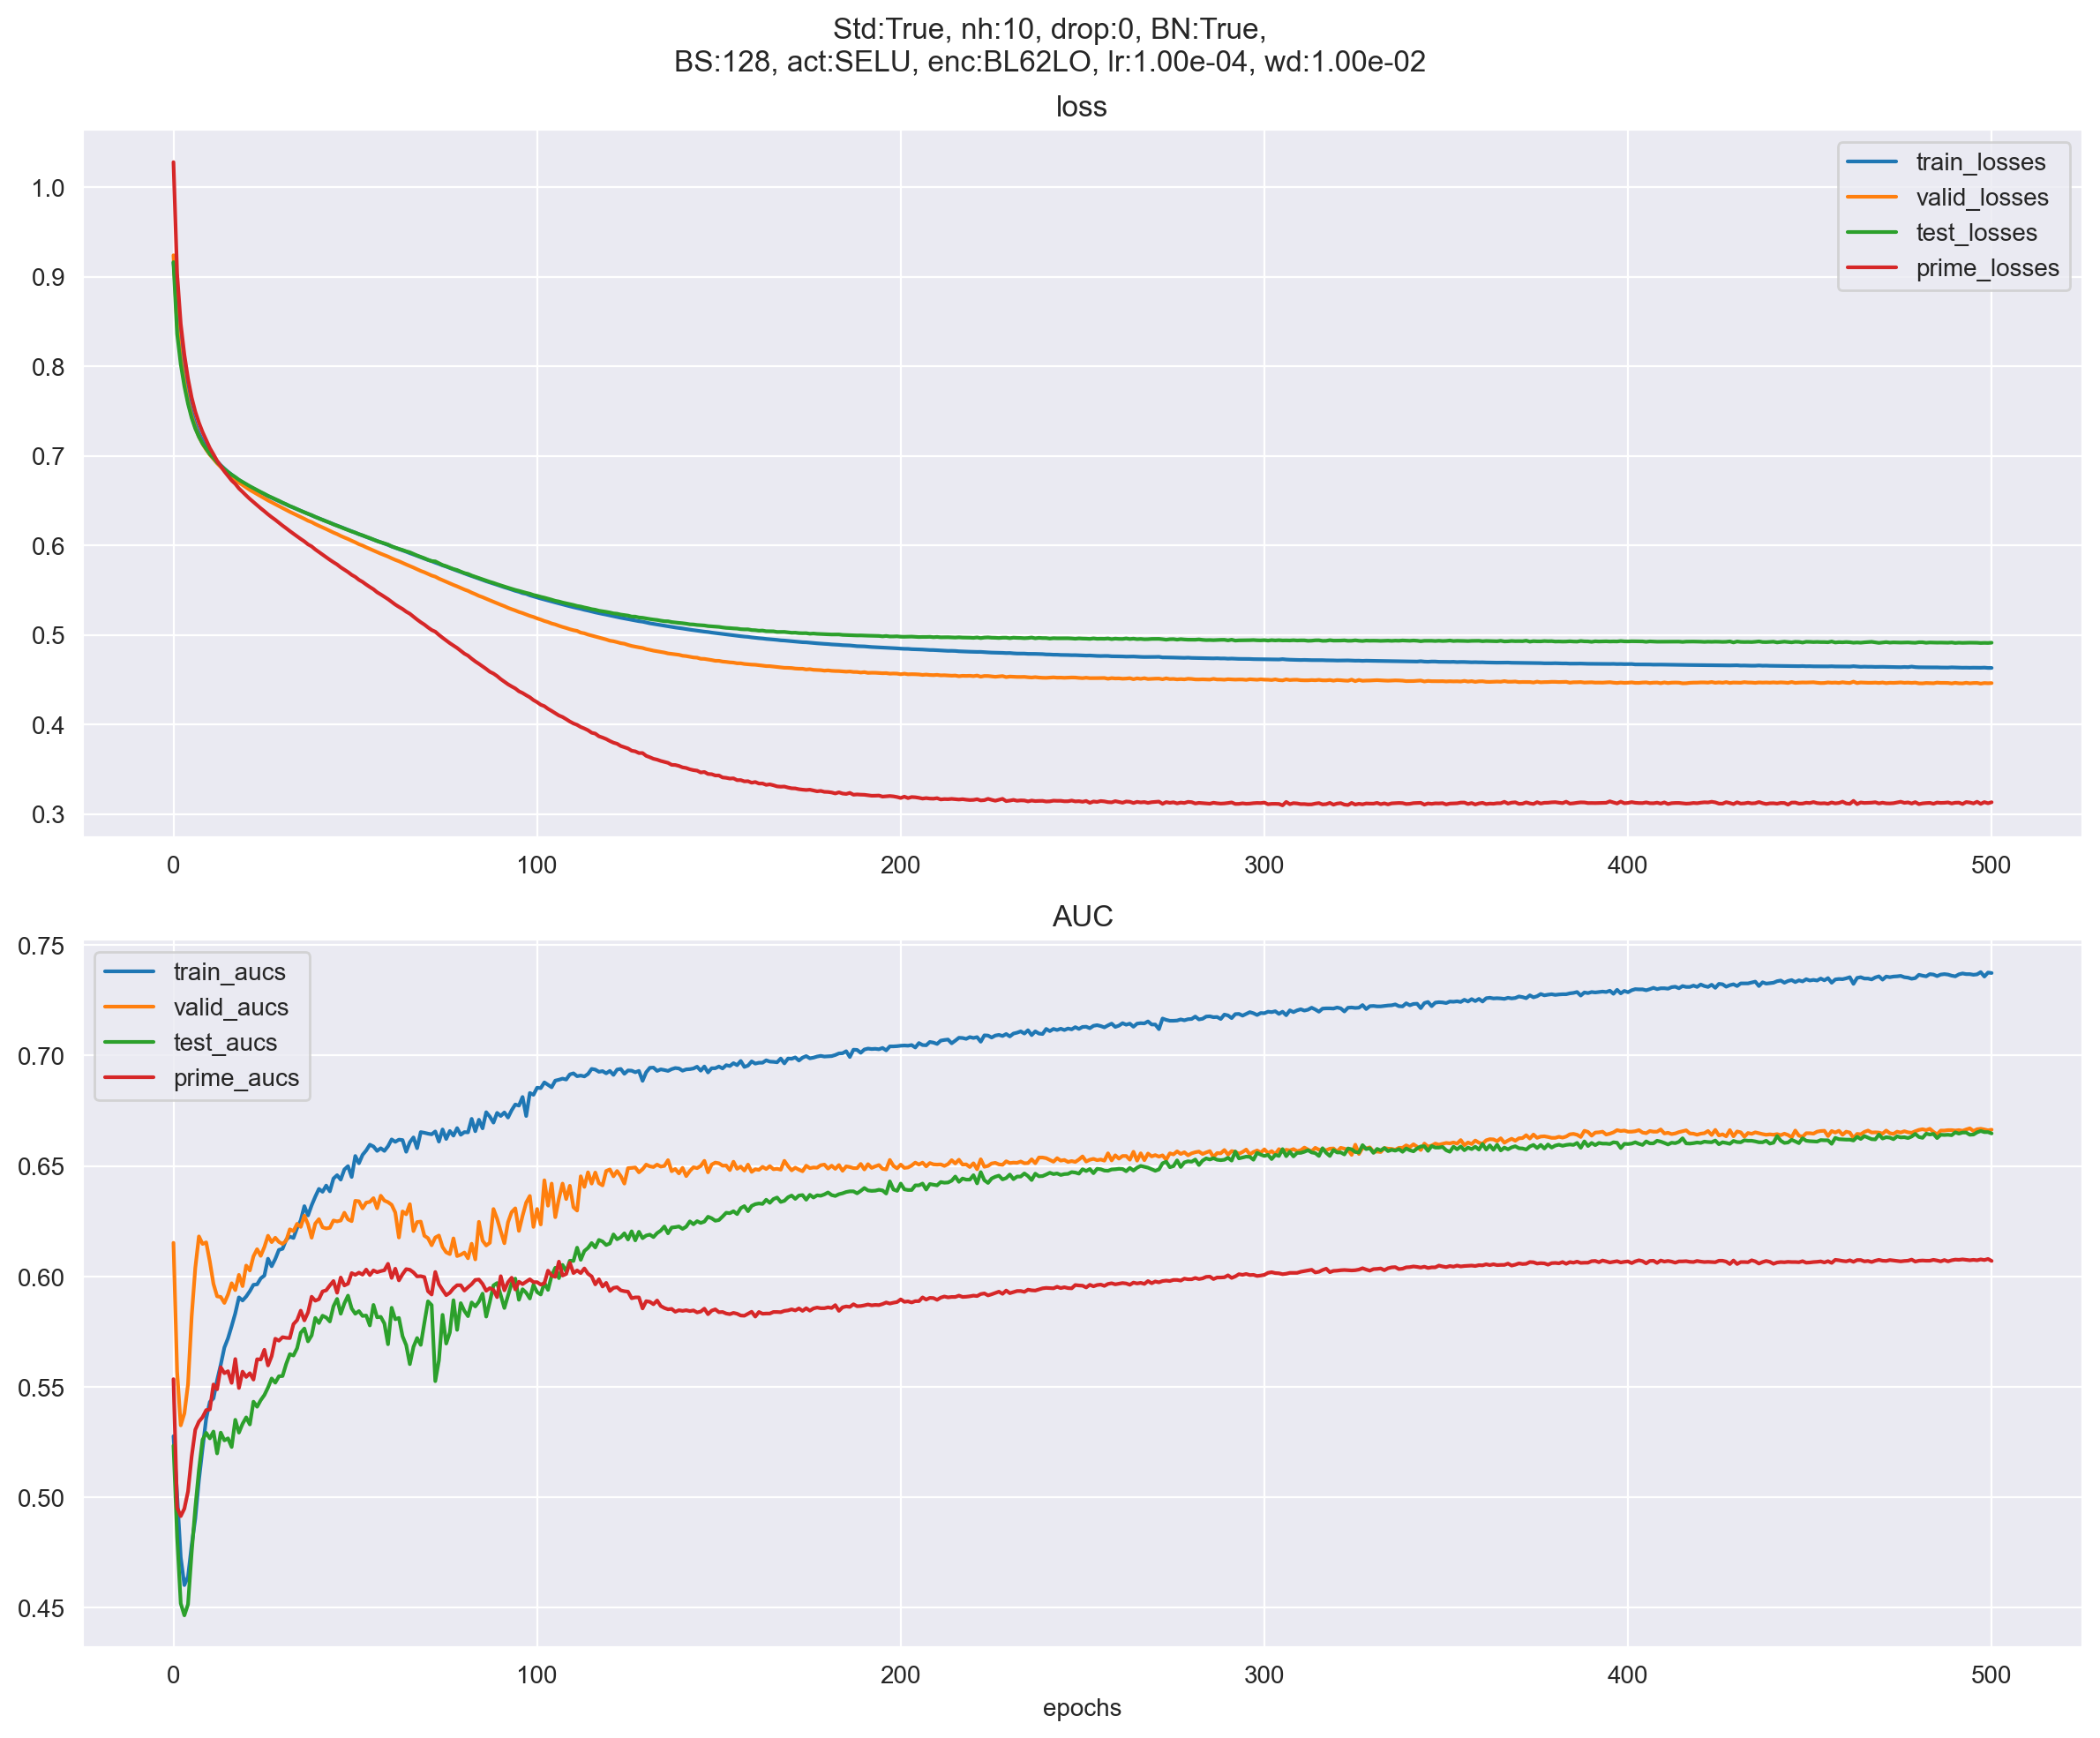 Std:True, nh:10, drop:0, BN:True,
BS:128, act:SELU, enc:BL62LO, lr:1.00e-04, wd:1.00e-02
loss
train_losses
valid_losses
test_losses
prime_losses
1.0
0.9
0.8
0.7
0.6
0.5
0.4
0.3
0 100 200 300 400 500
AUC
train_aucs
valid_aucs
test_aucs
prime_aucs
0.75
0.70
0.65
0.60
0.55
0.50
0.45
0 100 200 300 400 500
epochs